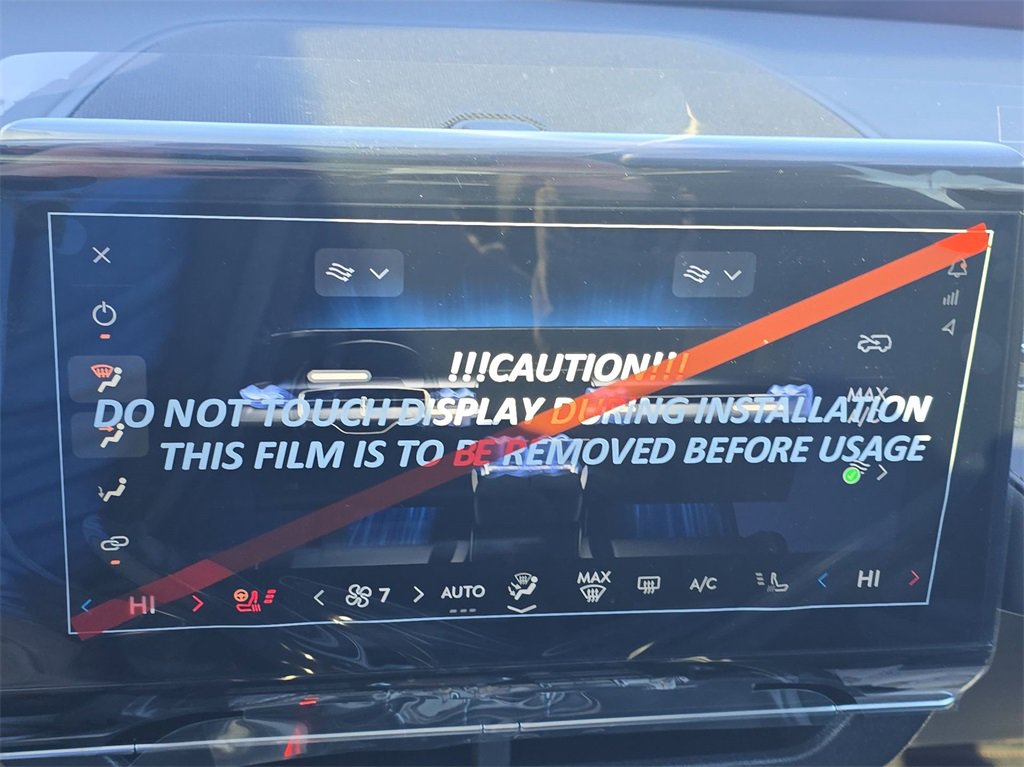 !!!CAUTION!!!
DO NOT TOUCH DISPLAY DURING INSTALLATION
THIS FILM IS TO BE REMOVED BEFORE USAGE
MAX
A/C
HI
7
AUTO
MAX
A/C
HI